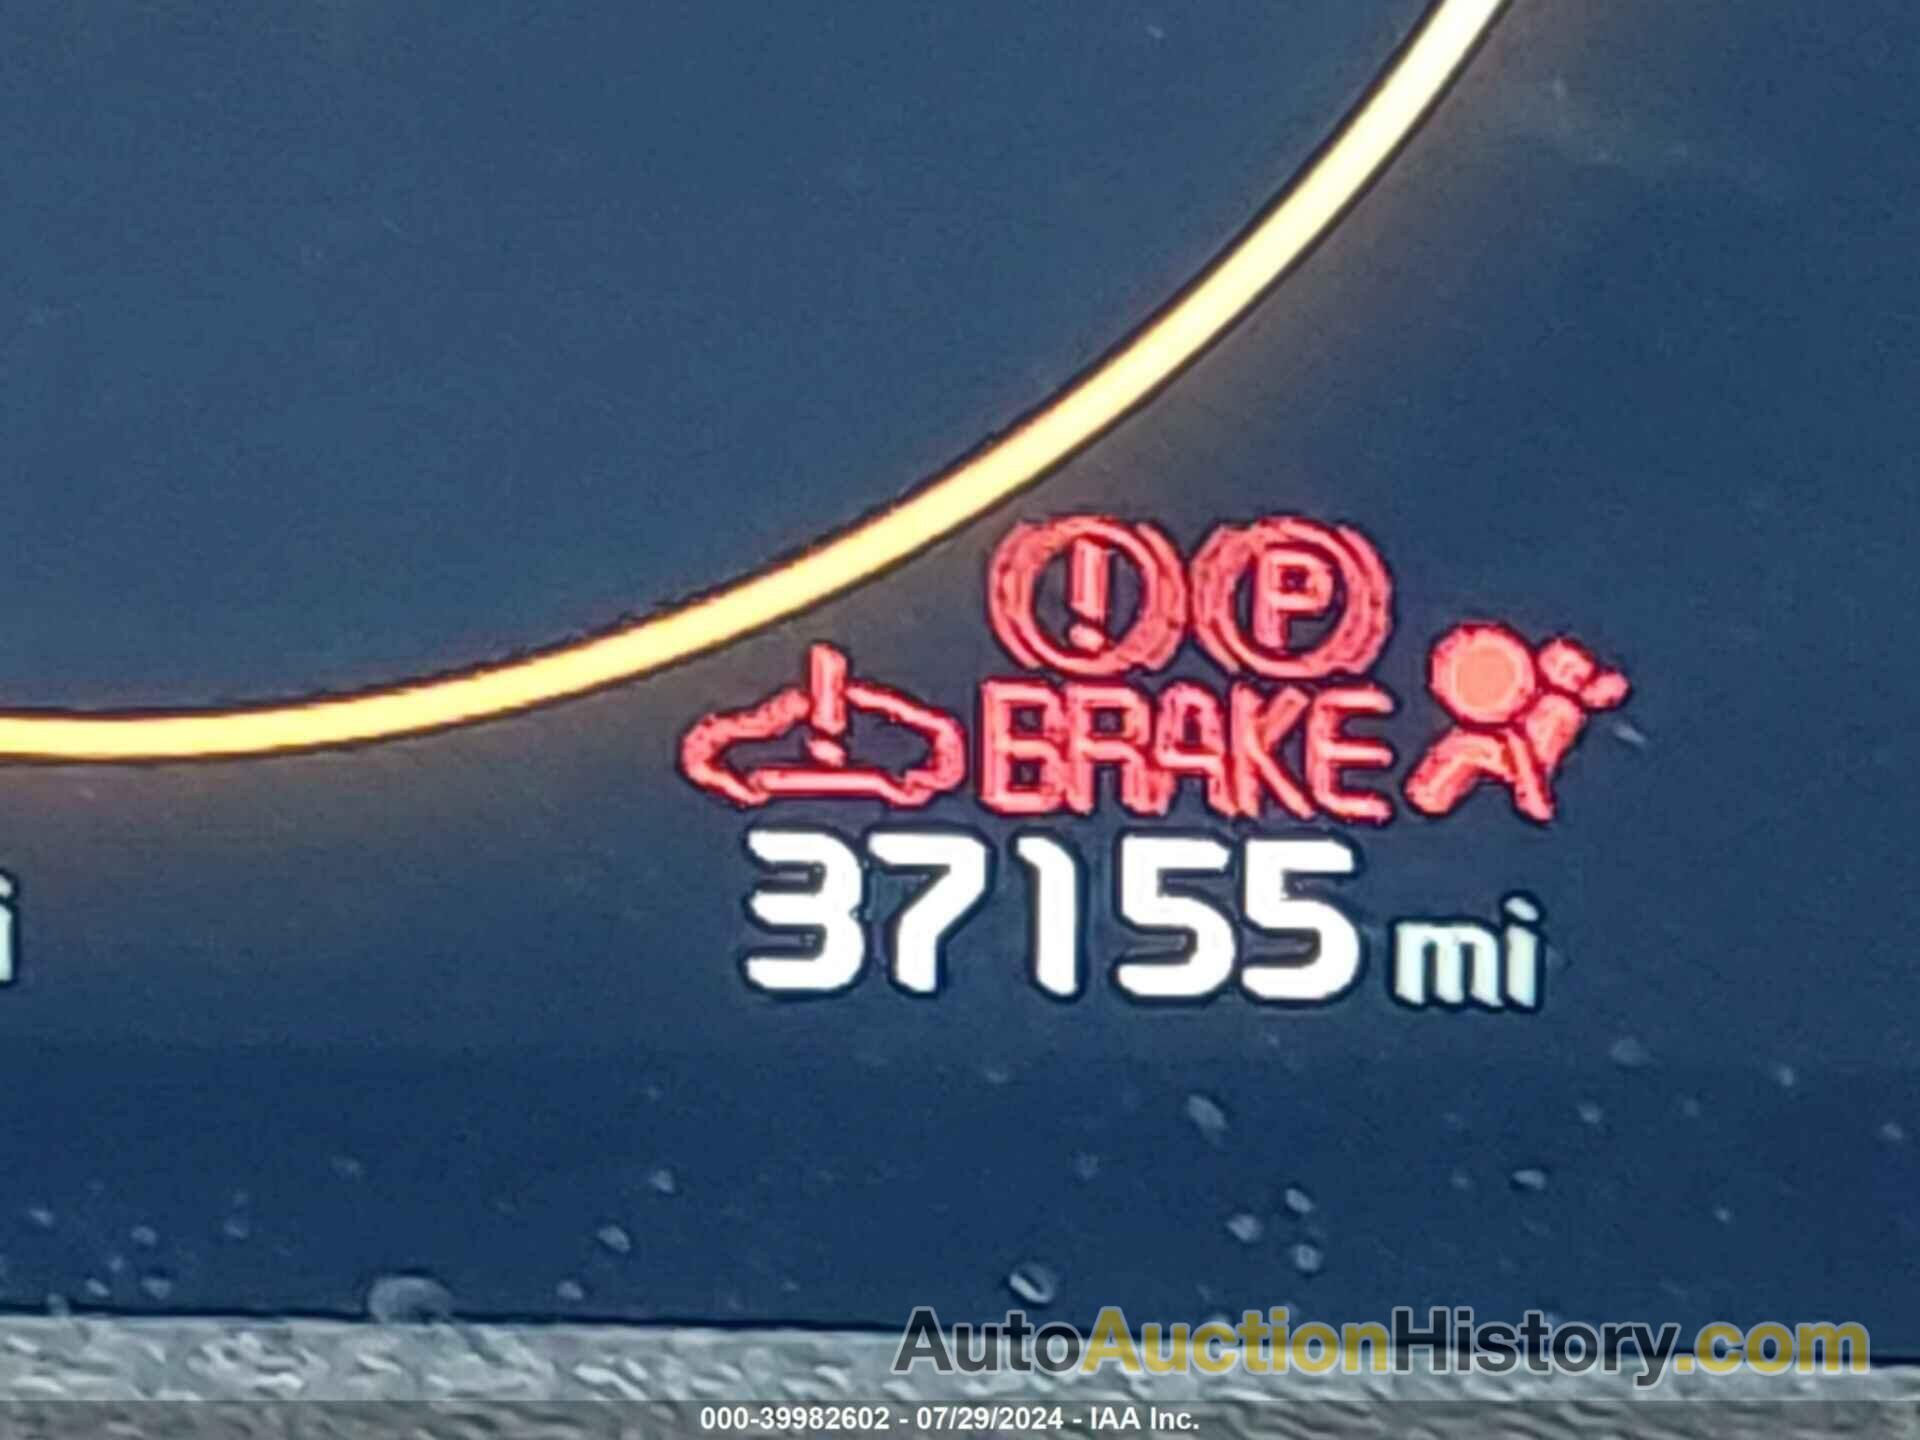 ! P
BRAKE
37155 mi
i
AutoAuctionHistory.com
000-39982602 - 07/29/2024 - IAA Inc.